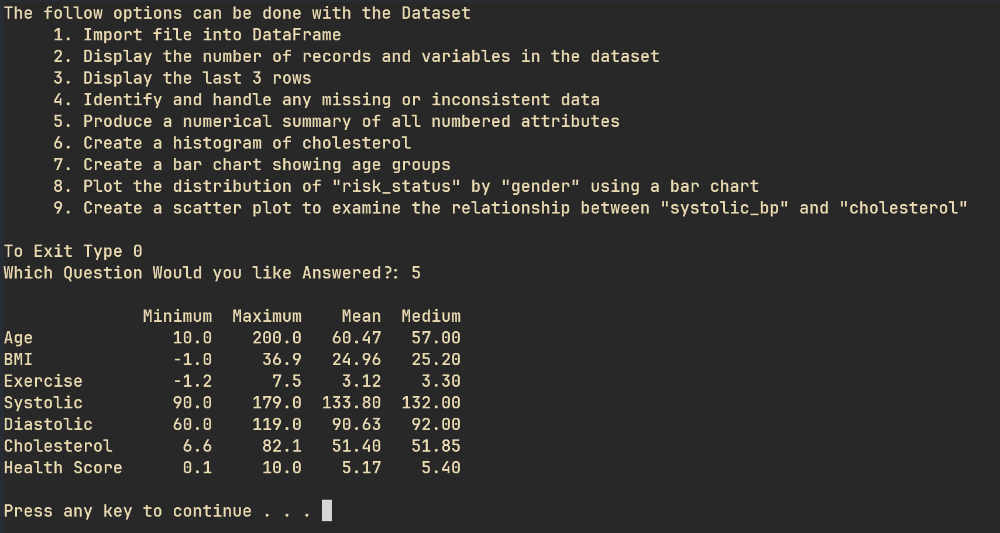 The follow options can be done with the Dataset
1. Import file into DataFrame
2. Display the number of records and variables in the dataset
3. Display the last 3 rows
4. Identify and handle any missing or inconsistent data
5. Produce a numerical summary of all numbered attributes
6. Create a histogram of cholesterol
7. Create a bar chart showing age groups
8. Plot the distribution of "risk_status" by "gender" using a bar chart
9. Create a scatter plot to examine the relationship between "systolic_bp" and "cholesterol"
To Exit Type 0
Which Question Would you like Answered?: 5
Minimum Maximum Mean Medium
Age 10.0 200.0 60.47 57.00
BMI -1.0 36.9 24.96 25.20
Exercise -1.2 7.5 3.12 3.30
Systolic 90.0 179.0 133.80 132.00
Diastolic 60.0 119.0 90.63 92.00
Cholesterol 6.6 82.1 51.40 51.85
Health Score 0.1 10.0 5.17 5.40
Press any key to continue . . .